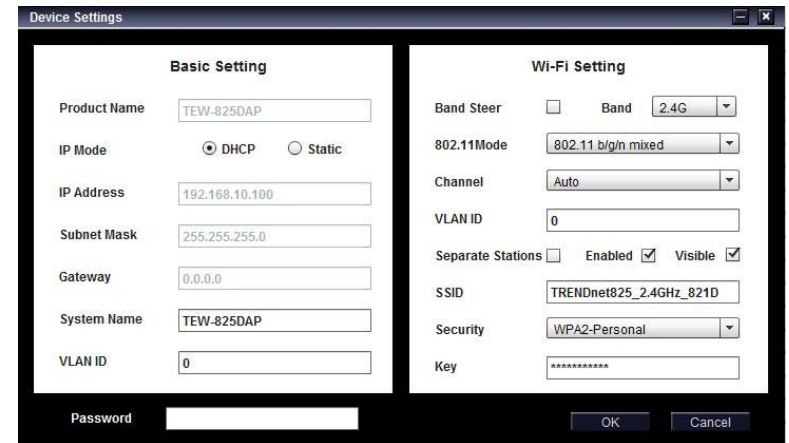 Device Settings
Basic Setting
Product Name TEW-825DAP
IP Mode DHCP Static
IP Address 192.168.10.100
Subnet Mask 255.255.255.0
Gateway 0.0.0.0
System Name TEW-825DAP
VLAN ID 0
Wi-Fi Setting
Band Steer Band 2.4G
802.11Mode 802.11 b/g/n mixed
Channel Auto
VLAN ID 0
Separate Stations Enabled Visible
SSID TRENDnet825_2.4GHz_821D
Security WPA2-Personal
Key ***********
Password
OK Cancel